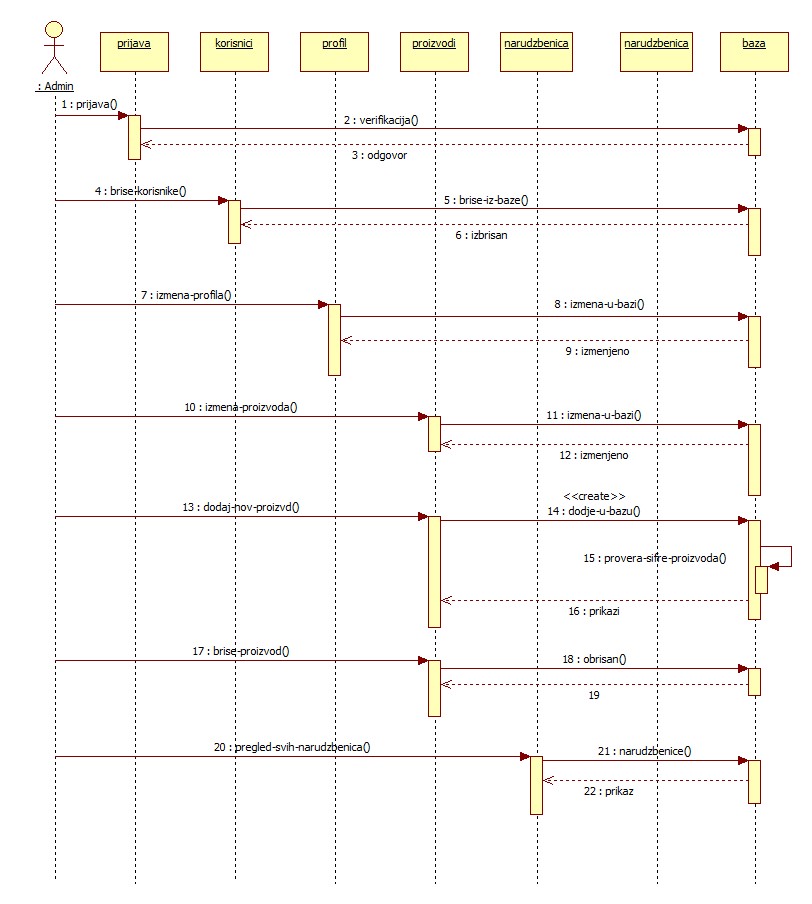 prijava
korisnici
profil
proizvodi
narudzbenica
narudzbenica
baza
: Admin
1 : prijava()
2 : verifikacija()
3 : odgovor
4 : brise-korisnike()
5 : brise-iz-baze()
6 : izbrisan
7 : izmena-profila()
8 : izmena-u-bazi()
9 : izmenjeno
10 : izmena-proizvoda()
11 : izmena-u-bazi()
12 : izmenjeno
<<create>>
13 : dodaj-nov-proizvd()
14 : dodje-u-bazu()
15 : provera-sifre-proizvoda()
16 : prikazi
17 : brise-proizvod()
18 : obrisan()
19
20 : pregled-svih-narudzbenica()
21 : narudzbenice()
22 : prikaz